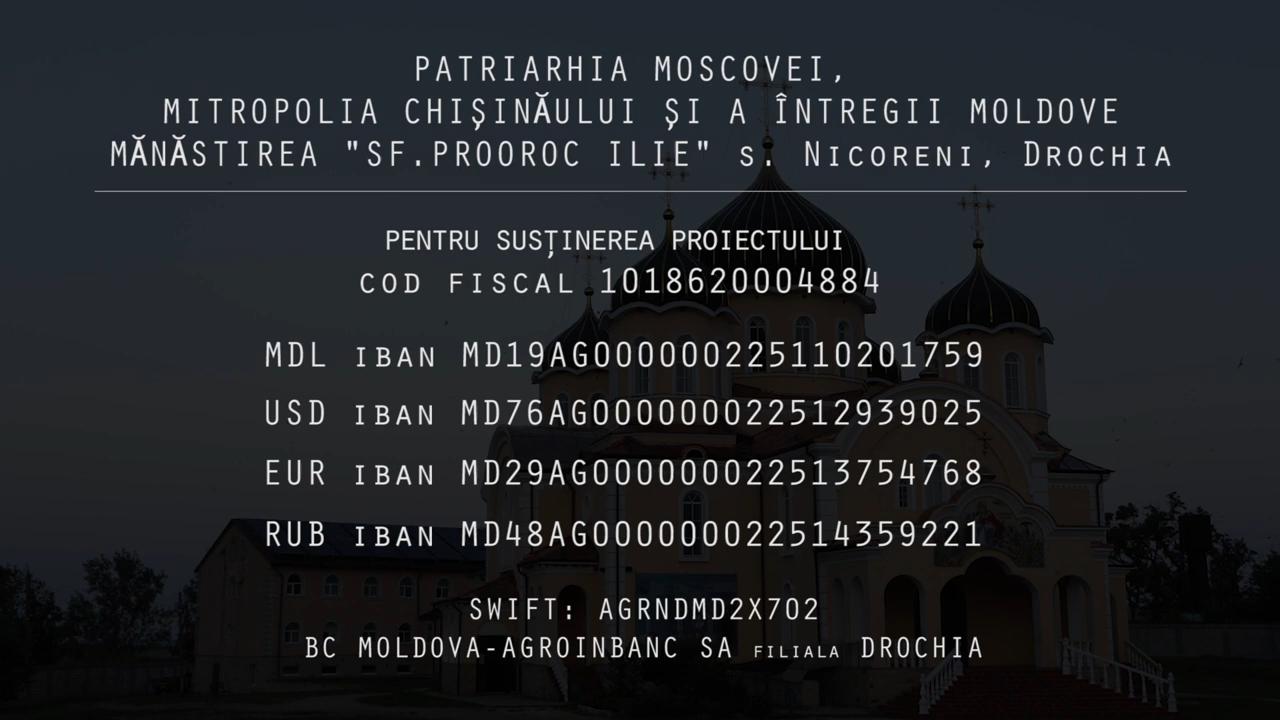 PATRIARHIA MOSCOVEI,
MITROPOLIA CHIȘINĂULUI ȘI A ÎNTREGII MOLDOVE
MĂNĂSTIREA "SF.PROOROC ILIE" s. NICORENI, DROCHIA
PENTRU SUSȚINEREA PROIECTULUI
COD FISCAL 1018620004884
MDL IBAN MD19AG000000225110201759
USD IBAN MD76AG000000022512939025
EUR IBAN MD29AG000000022513754768
RUB IBAN MD48AG000000022514359221
SWIFT: AGRNDMD2X702
BC MOLDOVA-AGROINBANC SA FILIALA DROCHIA